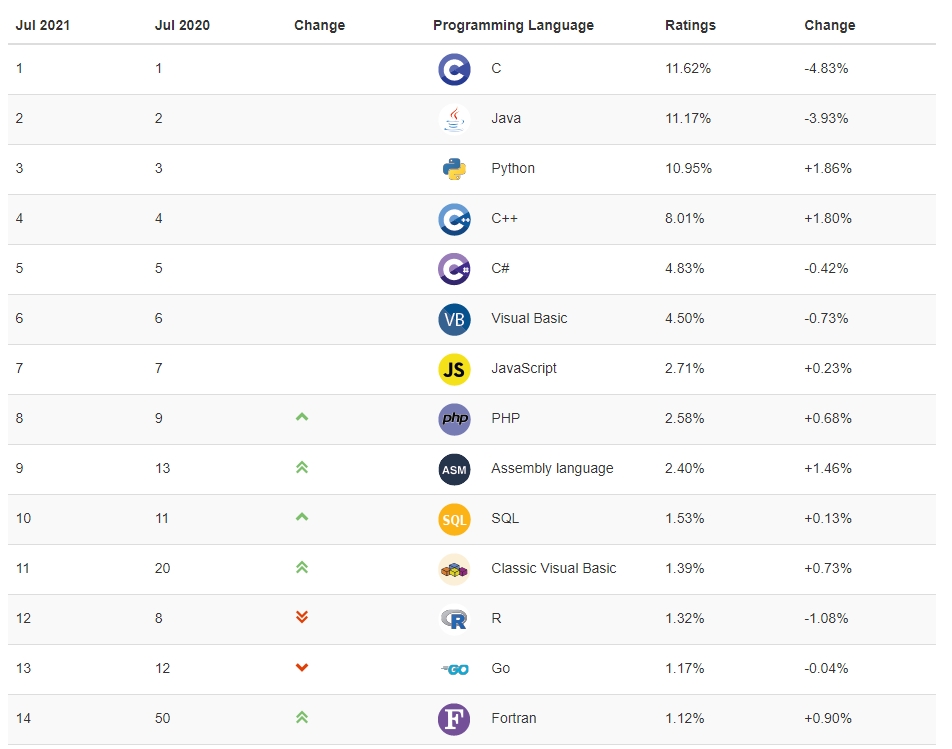 Jul 2021 Jul 2020 Change Programming Language Ratings Change
1 1 C 11.62% -4.83%
2 2 Java 11.17% -3.93%
3 3 Python 10.95% +1.86%
4 4 C++ 8.01% +1.80%
5 5 C# 4.83% -0.42%
6 6 VB Visual Basic 4.50% -0.73%
7 7 JS JavaScript 2.71% +0.23%
8 9 php PHP 2.58% +0.68%
9 13 ASM Assembly language 2.40% +1.46%
10 11 SQL SQL 1.53% +0.13%
11 20 Classic Visual Basic 1.39% +0.73%
12 8 R R 1.32% -1.08%
13 12 GO Go 1.17% -0.04%
14 50 F Fortran 1.12% +0.90%